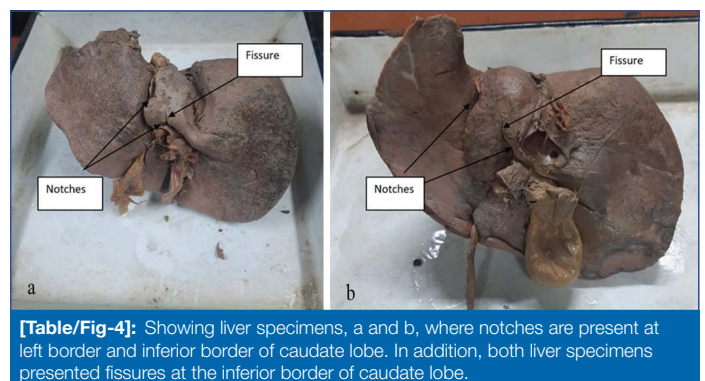 Fissure
Notches
a
Fissure
Notches
b
[Table/Fig-4]: Showing liver specimens, a and b, where notches are present at
left border and inferior border of caudate lobe. In addition, both liver specimens
presented fissures at the inferior border of caudate lobe.